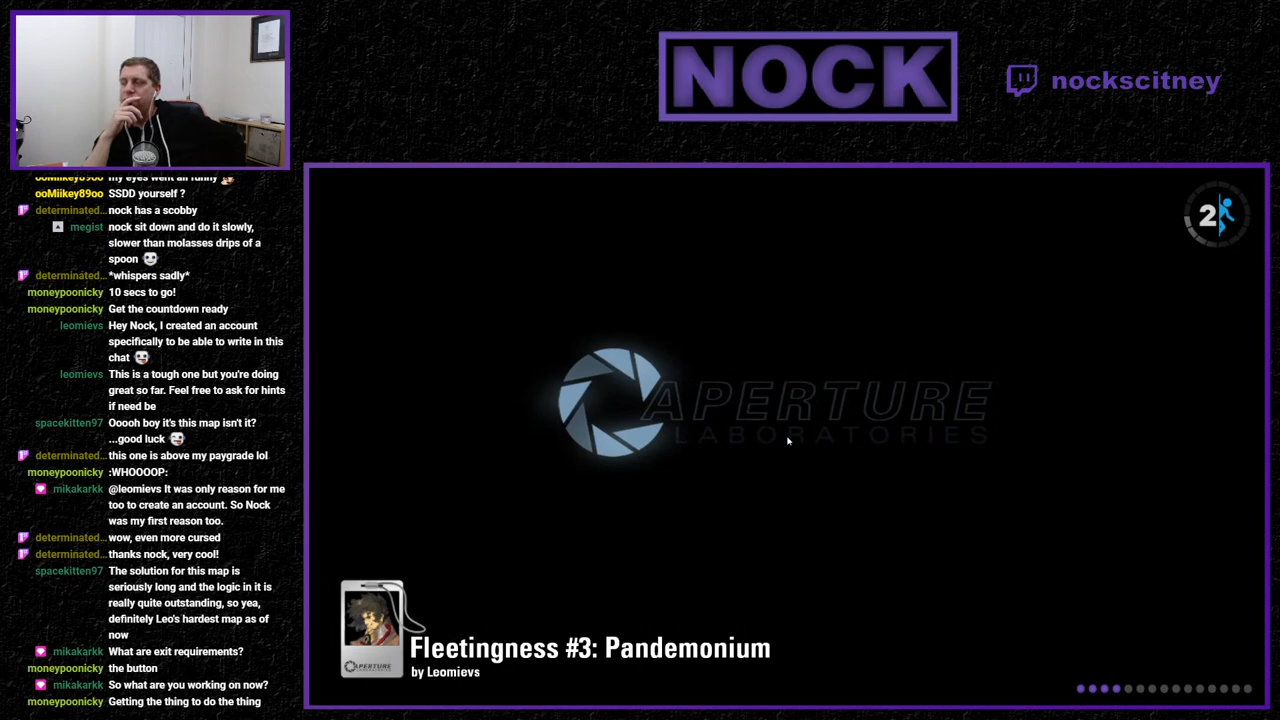 NOCK
nockscitney
ooMiikey89oo my eyes went all funny
ooMiikey89oo SSDD yourself ?
determinated... nock has a scobby
megist nock sit down and do it slowly,
slower than molasses drips of a
spoon
determinated... *whispers sadly*
moneypoonicky 10 secs to go!
moneypoonicky Get the countdown ready
leomievs Hey Nock, I created an account
specifically to be able to write in this
chat
leomievs This is a tough one but you're doing
great so far. Feel free to ask for hints
if need be
spacekitten97 Ooooh boy it's this map isn't it?
...good luck
determinated... this one is above my paygrade lol
moneypoonicky :WHOOOOP:
mikakarkk @leomievs It was only reason for me
too to create an account. So Nock
was my first reason too.
determinated... wow, even more cursed
determinated... thanks nock, very cool!
spacekitten97 The solution for this map is
seriously long and the logic in it is
really quite outstanding, so yea,
definitely Leo's hardest map as of
now
mikakarkk What are exit requirements?
moneypoonicky the button
mikakarkk So what are you working on now?
moneypoonicky Getting the thing to do the thing
2
APERTURE
LABORATORIES
APERTURE
Fleetingness #3: Pandemonium
by Leomievs